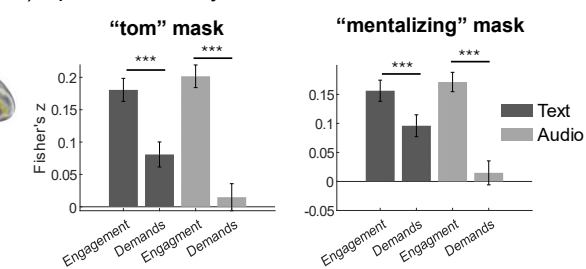 “tom” mask
“mentalizing” mask
***
***
***
***
Fisher's z
0.2
0.15
0.1
0.05
0
0.15
0.1
0.05
0
-0.05
Text
Audio
Engagement
Demands
Engagment
Demands
Engagement
Demands
Engagment
Demands